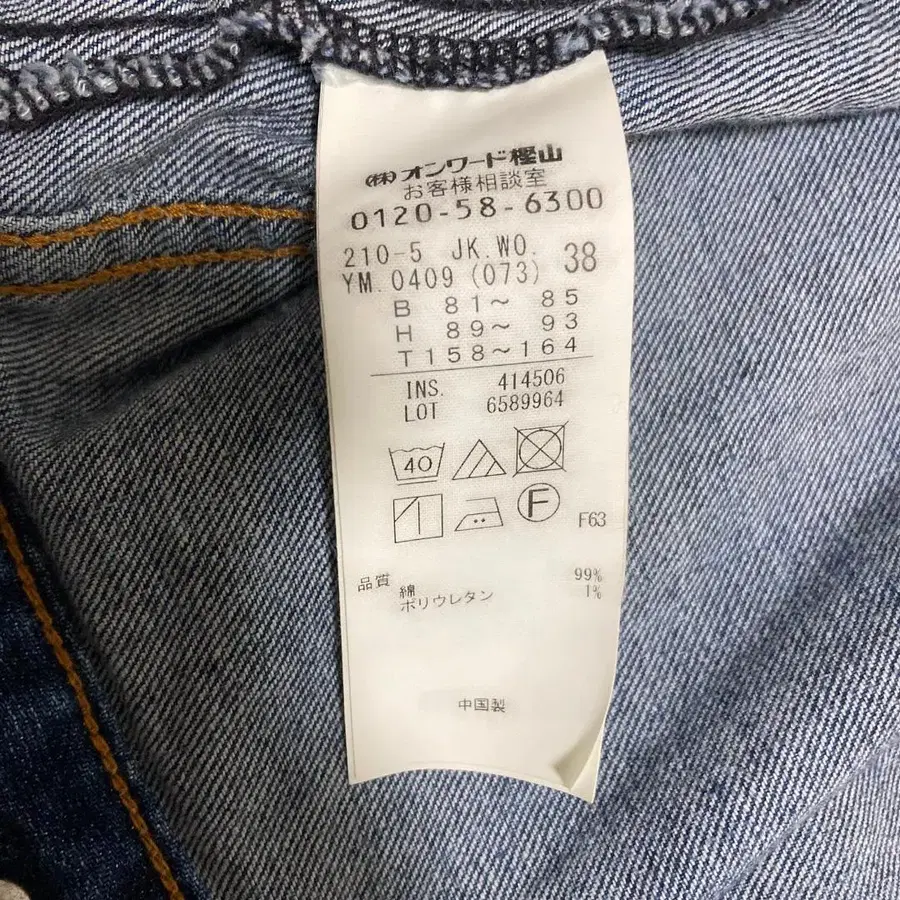 ㈱オンワード樫山
お客様相談室
0120-58-6300
210-5 JK.WO.
YM.0409 (073) 38
B 81～ 85
H 89～ 93
T158～164
INS. 414506
LOT 6589964
40
F
F63
品質 綿 99%
ポリウレタン 1%
中国製